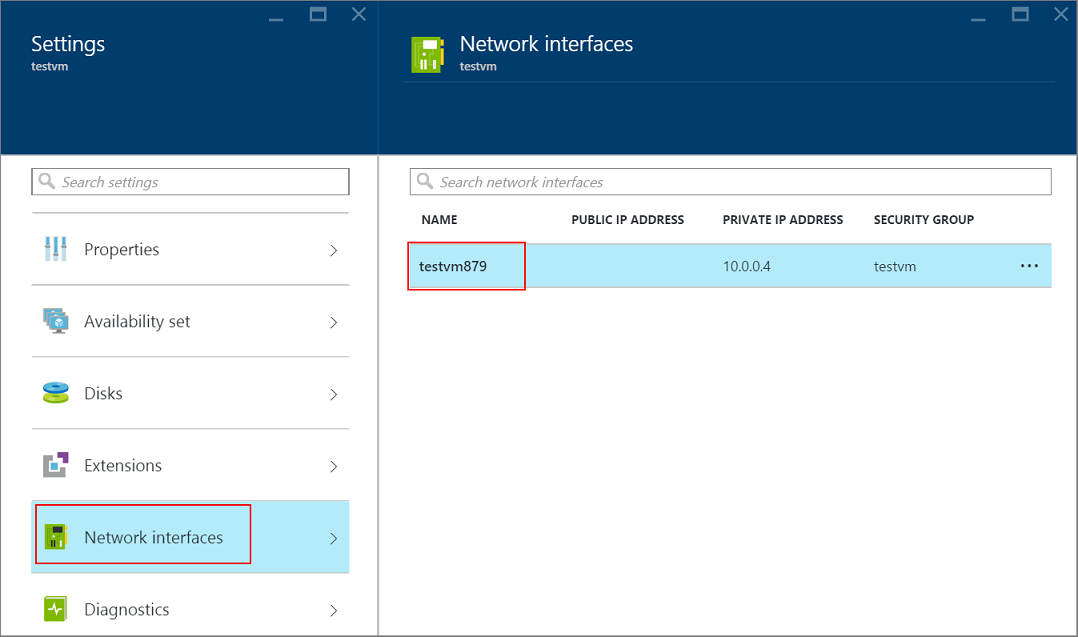 Settings
testvm
Network interfaces
testvm
Search settings
Properties
Availability set
Disks
Extensions
Network interfaces
Diagnostics
Search network interfaces
NAME PUBLIC IP ADDRESS PRIVATE IP ADDRESS SECURITY GROUP
testvm879 10.0.0.4 testvm ...